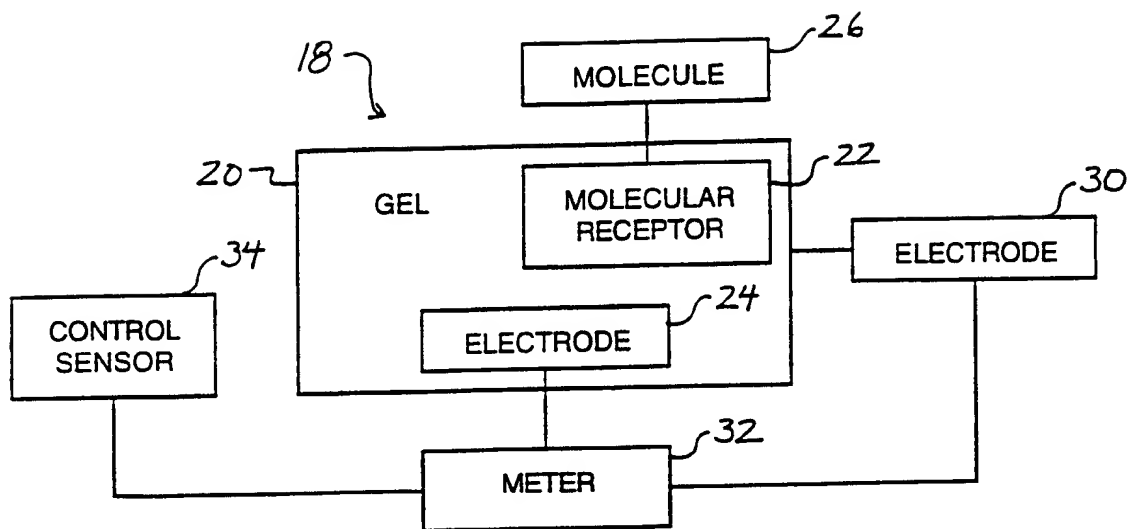 26
18
MOLECULE
20
22
GEL
MOLECULAR
RECEPTOR
30
ELECTRODE
34
24
CONTROL
SENSOR
ELECTRODE
32
METER